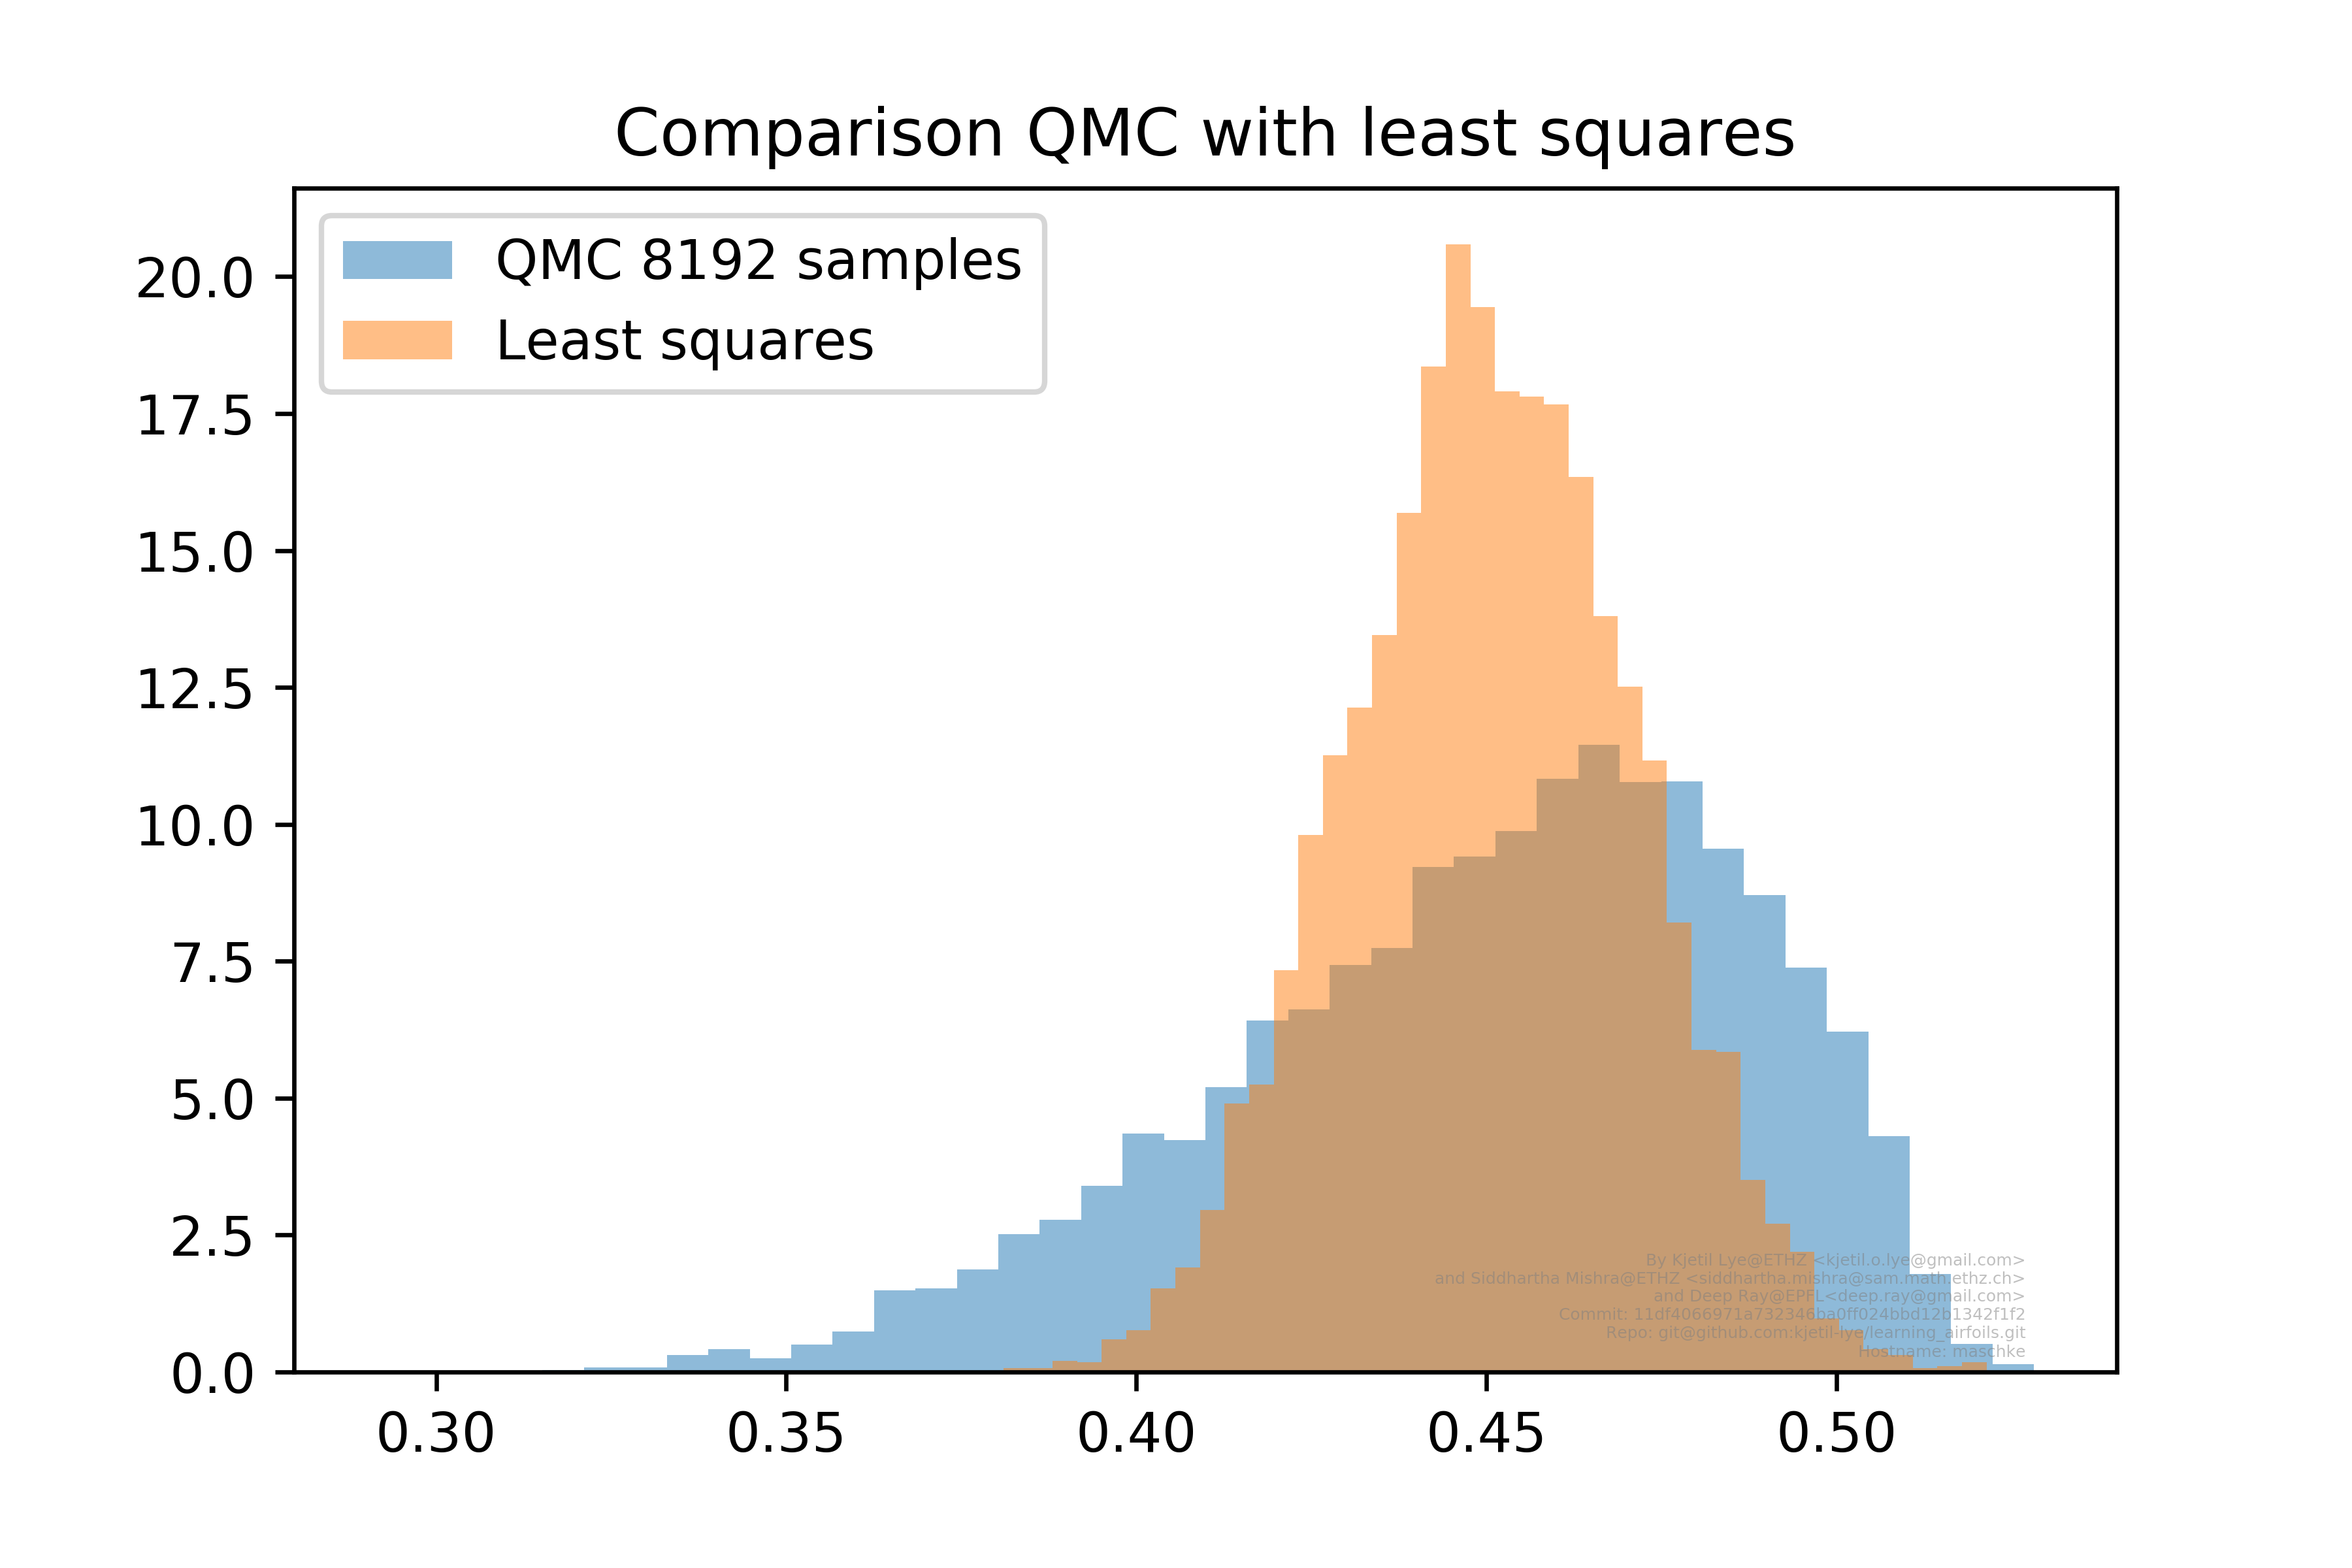 Comparison QMC with least squares
QMC 8192 samples
Least squares
20.0
17.5
15.0
12.5
10.0
7.5
5.0
2.5
0.0
0.30 0.35 0.40 0.45 0.50
By Kjetil Lye@ETHZ <kjetil.o.lye@gmail.com>
and Siddhartha Mishra@ETHZ <siddhartha.mishra@sam.math.ethz.ch>
and Deep Ray@EPFL<deep.ray@gmail.com>
Commit: 11df4066971a732346ba0ff024bbd12b1342f1f2
Repo: git@github.com:kjetil-lye/learning_airfoils.git
Hostname: maschke